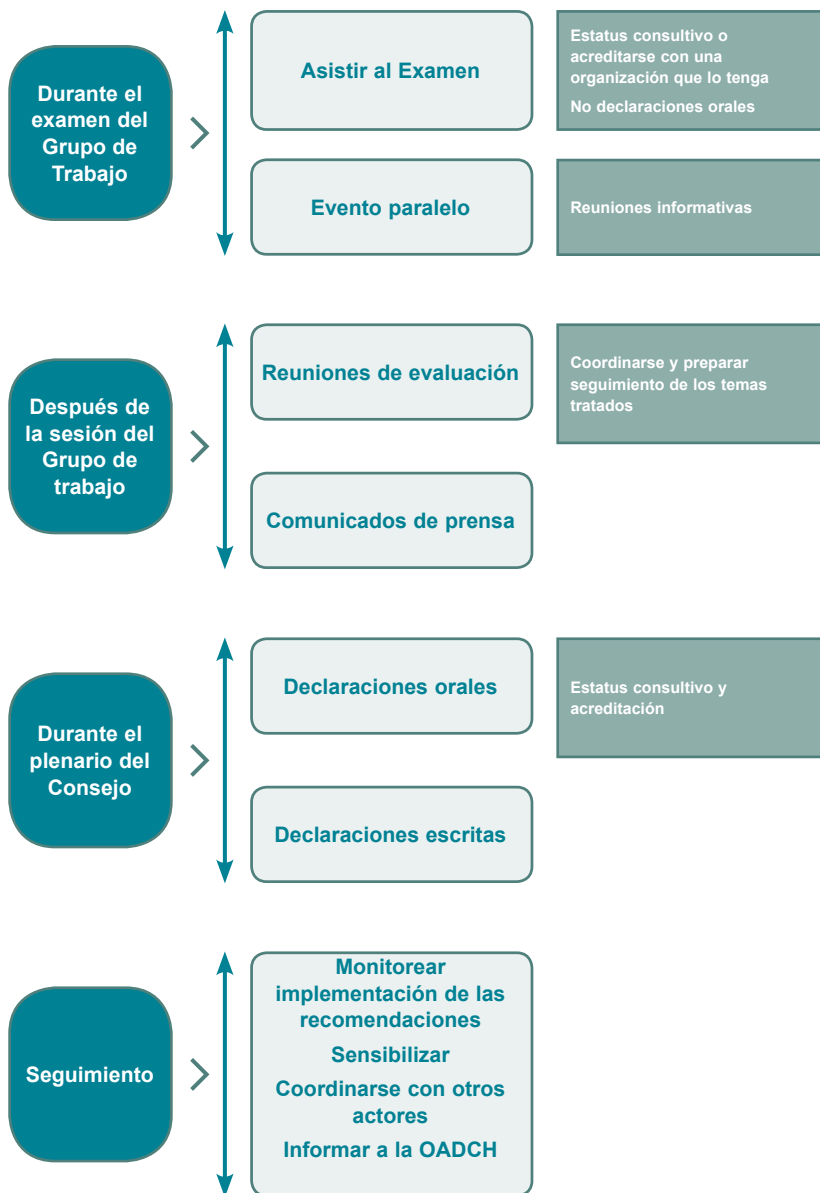 Durante el
examen del
Grupo de
Trabajo
Asistir al Examen
Estatus consultivo o
acreditarse con una
organización que lo tenga
No declaraciones orales
Evento paralelo
Reuniones informativas
Después de
la sesión del
Grupo de
trabajo
Reuniones de evaluación
Coordinarse y preparar
seguimiento de los temas
tratados
Comunicados de prensa
Durante el
plenario del
Consejo
Declaraciones orales
Estatus consultivo y
acreditación
Declaraciones escritas
Seguimiento
Monitorear
implementación de las
recomendaciones
Sensibilizar
Coordinarse con otros
actores
Informar a la OADCH